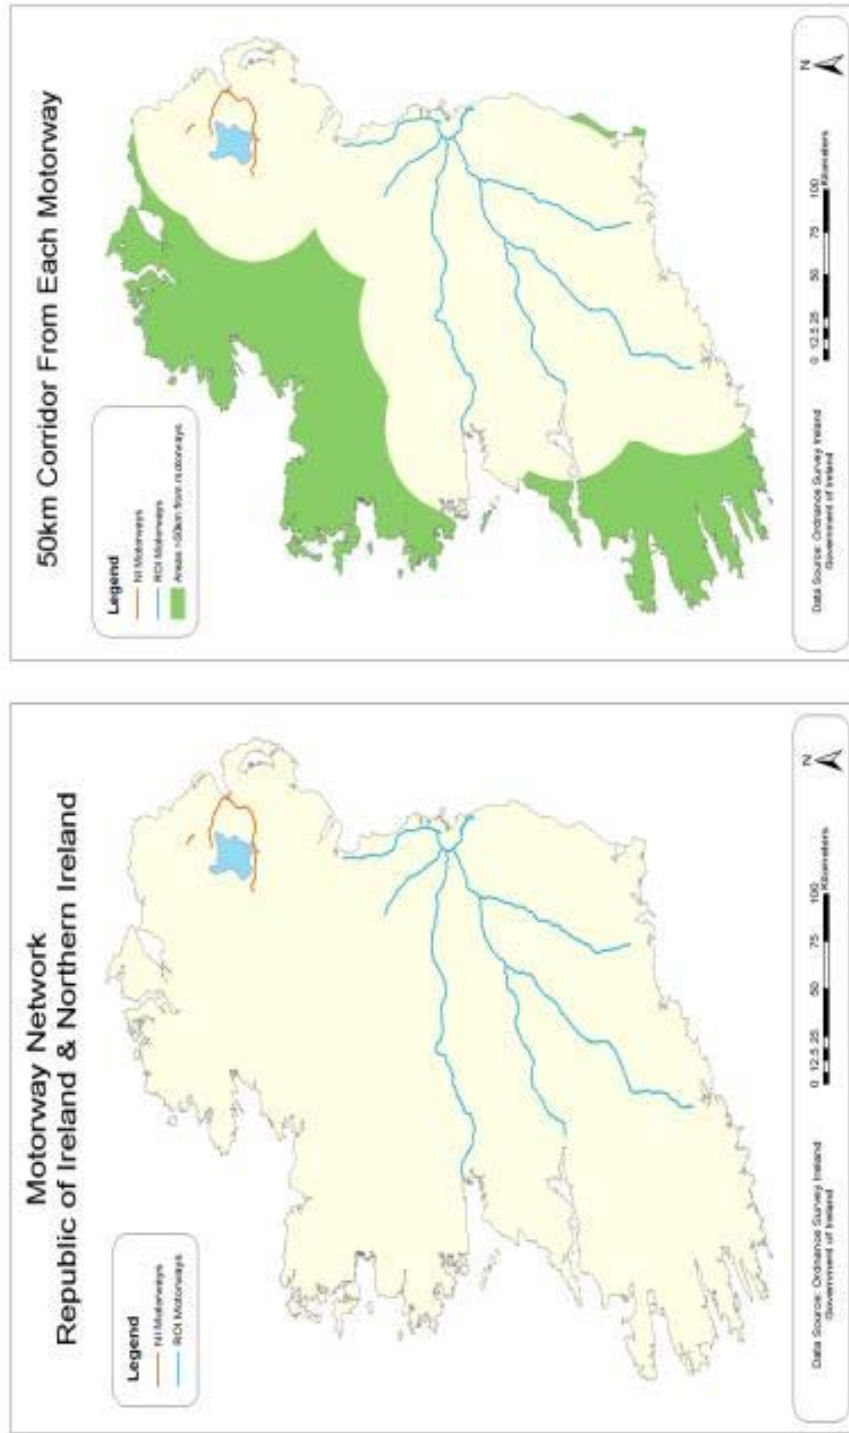 Motorway Network
Republic of Ireland & Northern Ireland
Legend
NI Motorways
ROI Motorways
Data Source: Ordnance Survey Ireland
Government of Ireland
0 12.5 25 50 75 100
Kilometers
N
50km Corridor From Each Motorway
Legend
NI Motorways
ROI Motorways
Areas >50km from motorways
Data Source: Ordnance Survey Ireland
Government of Ireland
0 12.5 25 50 75 100
Kilometers
N